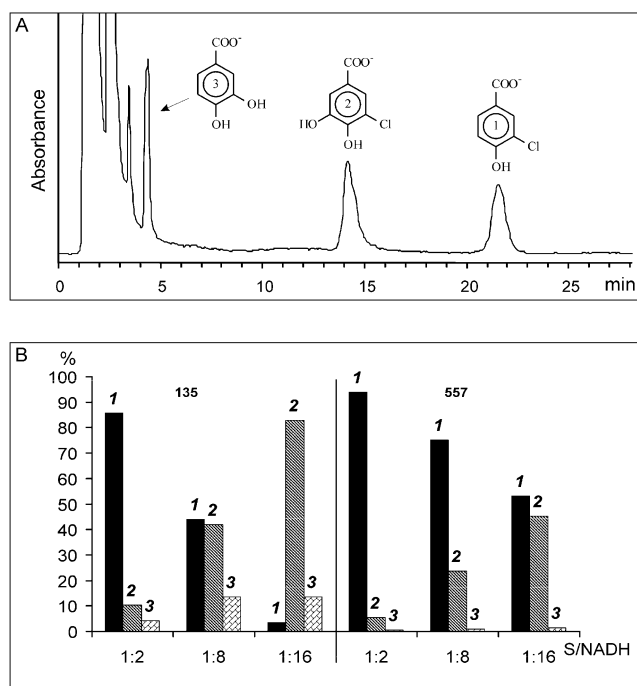 A
Absorbance
COO⁻
3
OH
OH
COO⁻
2
HO
Cl
OH
COO⁻
1
Cl
OH
0 5 10 15 20 25 min
B
%
100
90
80
70
60
50
40
30
20
10
0
135
557
1 2 3
1 2 3
1 2 3
1 2 3
1 2 3
1 2 3
1:2 1:8 1:16 1:2 1:8 1:16 S/NADH